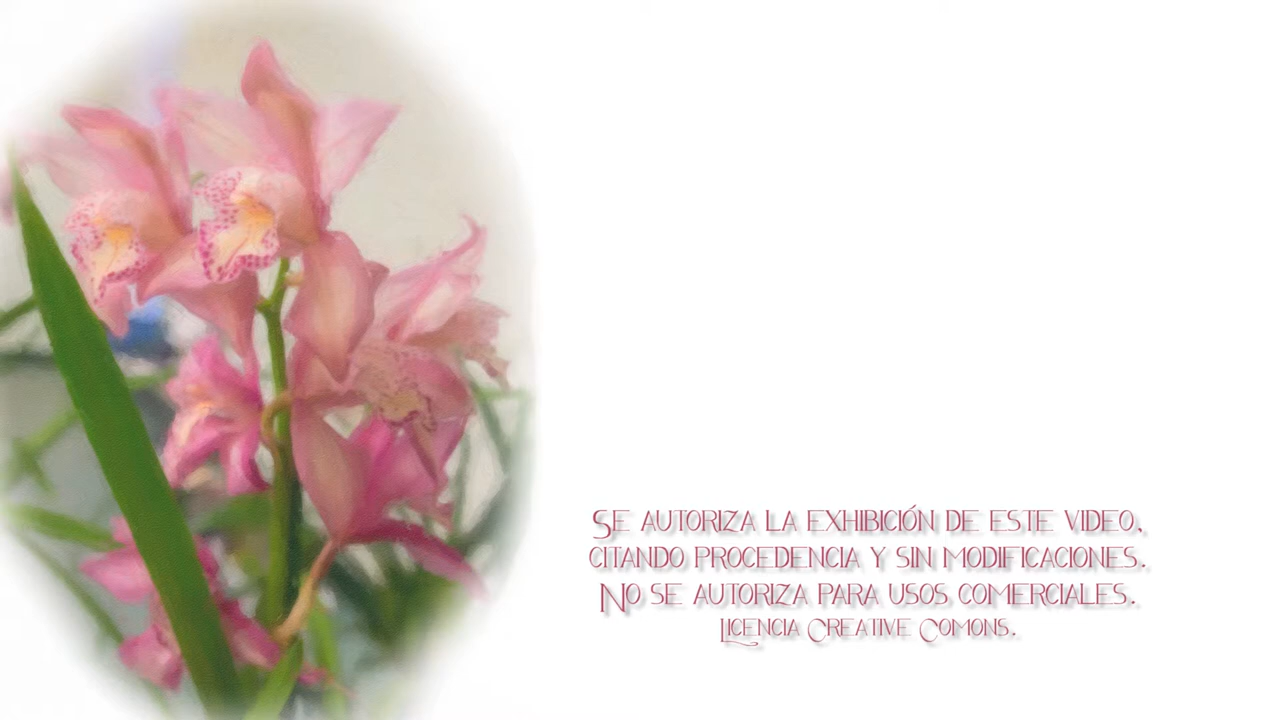 Se autoriza la exhibición de este video,
citando procedencia y sin modificaciones.
No se autoriza para usos comerciales.
Licencia Creative Comons.